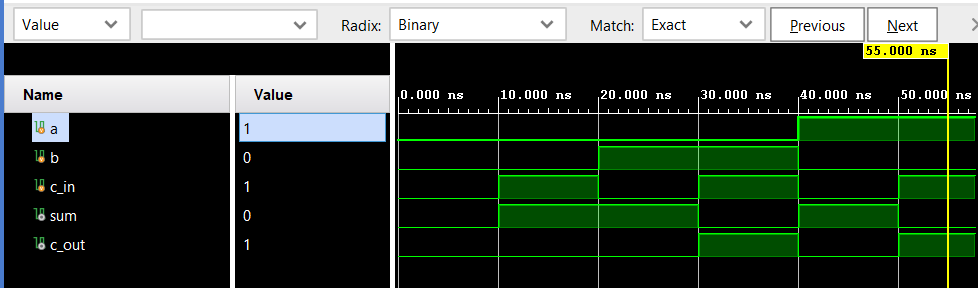 Value Radix: Binary Match: Exact Previous Next
55.000 ns
Name Value 0.000 ns 10.000 ns 20.000 ns 30.000 ns 40.000 ns 50.000 ns
a 1
b 0
c_in 1
sum 0
c_out 1